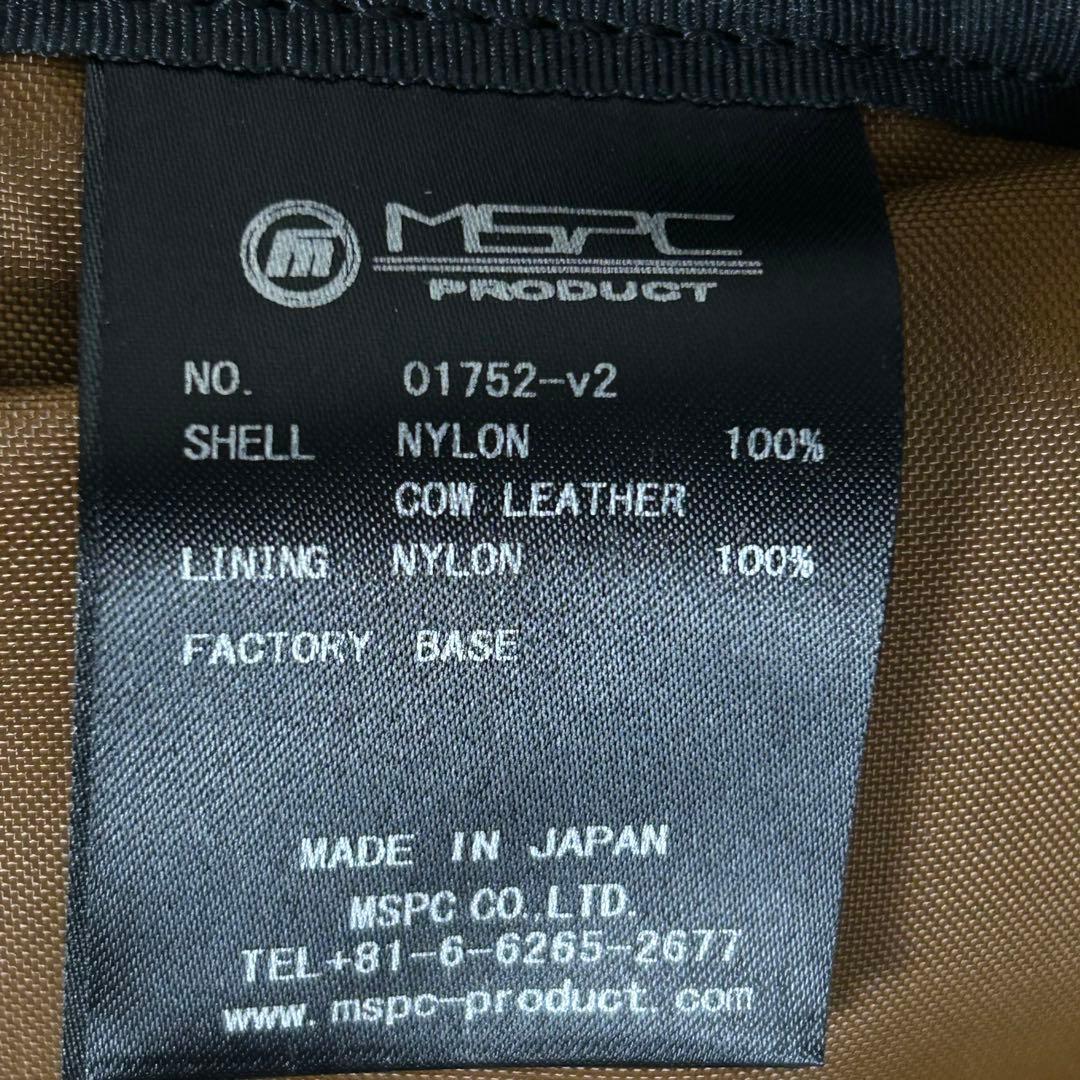 m MSPC
PRODUCT
NO. 01752-v2
SHELL NYLON 100%
COW LEATHER
LINING NYLON 100%
FACTORY BASE
MADE IN JAPAN
MSPC CO.,LTD.
TEL+81-6-6265-2677
www.mspc-product.com